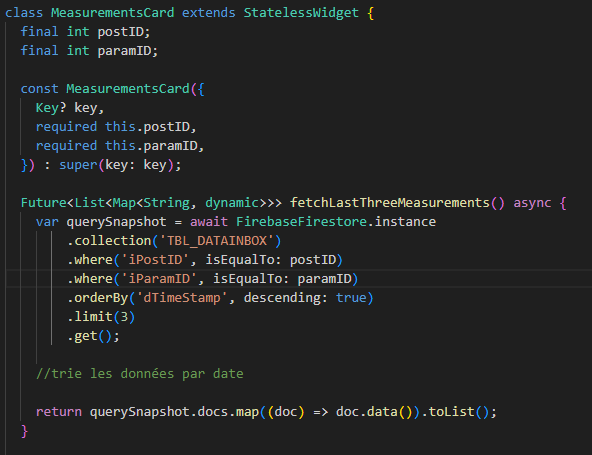 class MeasurementsCard extends StatelessWidget {
final int postID;
final int paramID;
const MeasurementsCard({
Key? key,
required this.postID,
required this.paramID,
}) : super(key: key);
Future<List<Map<String, dynamic>>> fetchLastThreeMeasurements() async {
var querySnapshot = await FirebaseFirestore.instance
.collection('TBL_DATAINBOX')
.where('iPostID', isEqualTo: postID)
.where('iParamID', isEqualTo: paramID)
.orderBy('dTimeStamp', descending: true)
.limit(3)
.get();
//trie les données par date
return querySnapshot.docs.map((doc) => doc.data()).toList();
}